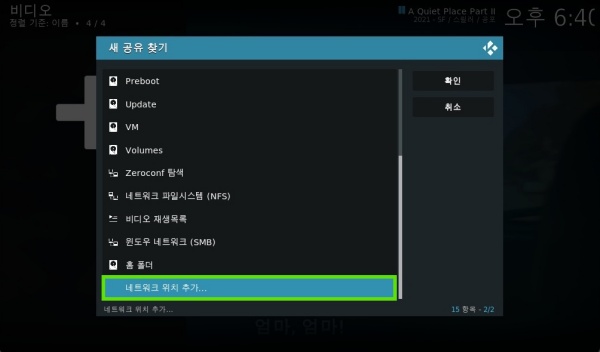 비디오
정렬 기준: 이름 • 4 / 4
A Quiet Place Part II
2021 - SF / 스릴러 / 공포
오후 6:40
새 공유 찾기
Preboot
Update
VM
Volumes
Zeroconf 탐색
네트워크 파일시스템 (NFS)
비디오 재생목록
윈도우 네트워크 (SMB)
홈 폴더
네트워크 위치 추가...
확인
취소
네트워크 위치 추가...
15 항목 - 2/2
엄마, 엄마!